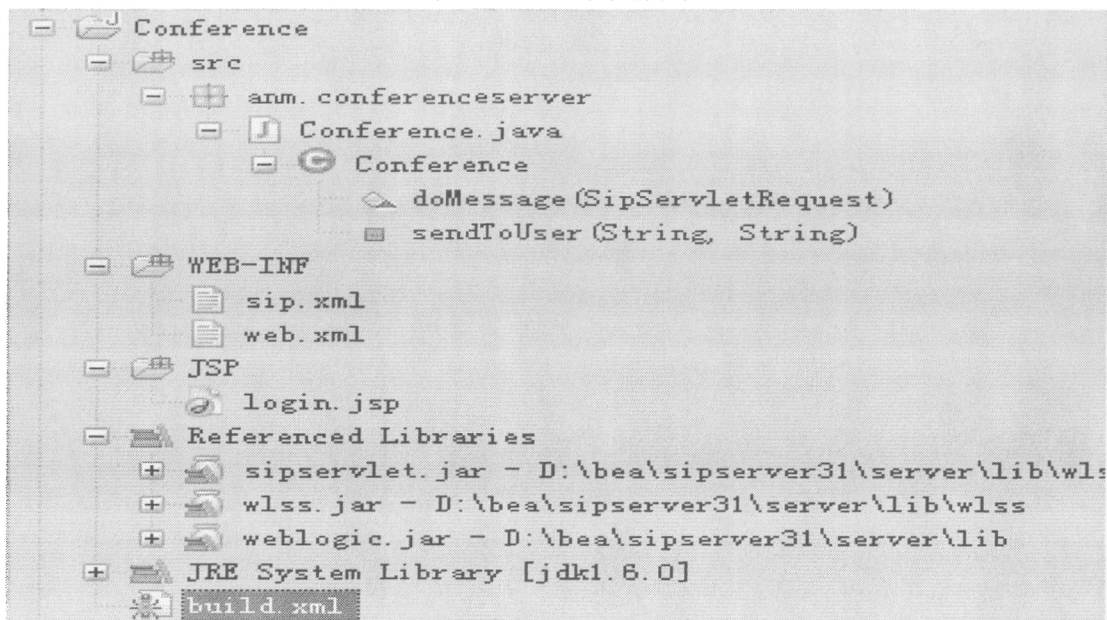 Conference
src
anm.conferenceserver
Conference.java
Conference
doMessage(SipServletRequest)
sendToUser(String, String)
WEB-INF
sip.xml
web.xml
JSP
login.jsp
Referenced Libraries
sipservlet.jar - D:\bea\sipserver31\server\lib\wls
wlss.jar - D:\bea\sipserver31\server\lib\wlss
weblogic.jar - D:\bea\sipserver31\server\lib
JRE System Library [jdk1.6.0]
build.xml